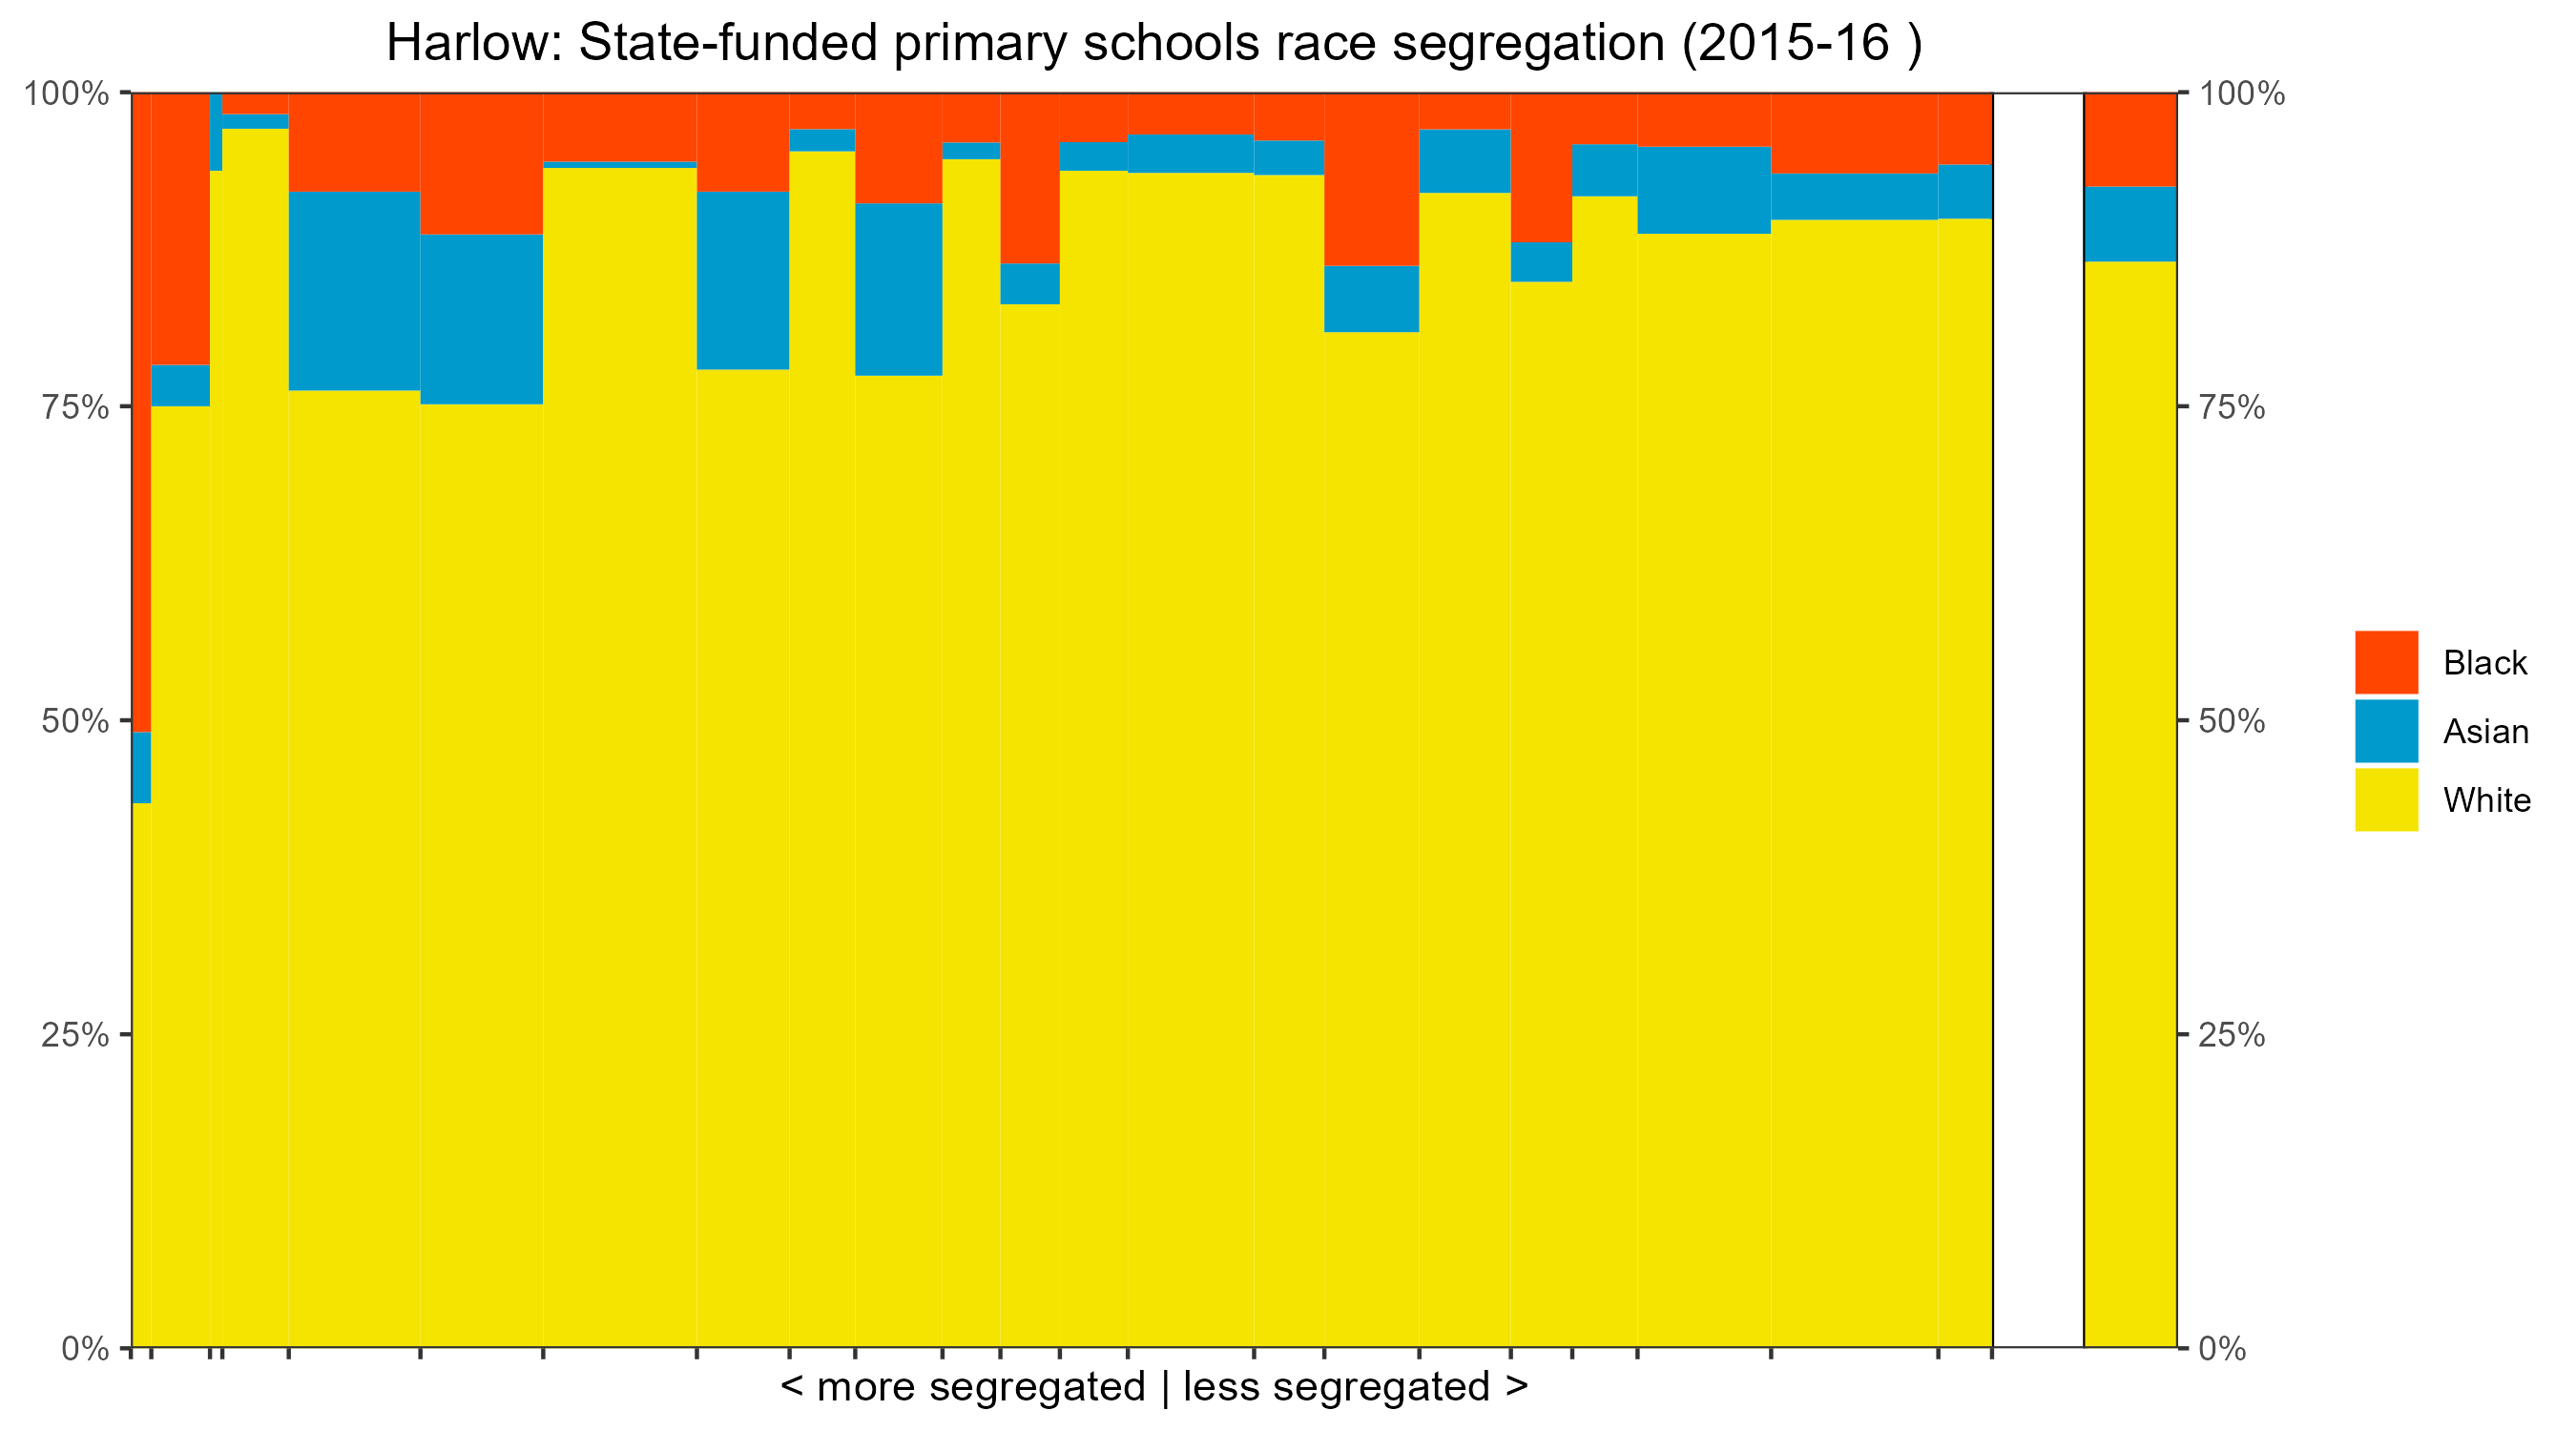 Harlow: State-funded primary schools race segregation (2015-16 )
100%
75%
50%
25%
0%
100%
75%
50%
25%
0%
Black
Asian
White
< more segregated | less segregated >